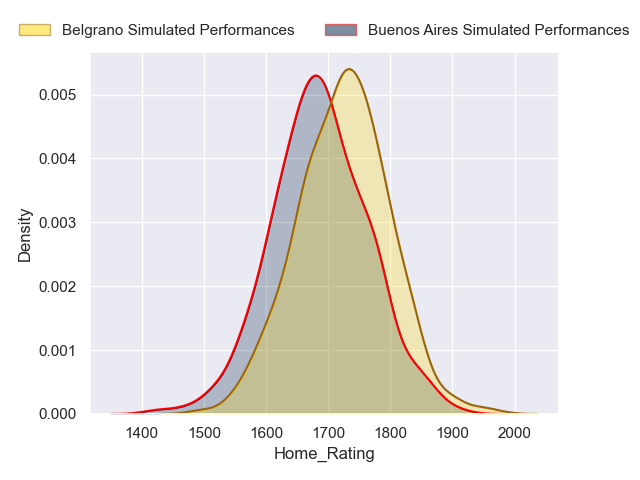 Belgrano Simulated Performances Buenos Aires Simulated Performances
0.005
0.004
0.003
0.002
0.001
0.000
Density
1400 1500 1600 1700 1800 1900 2000
Home_Rating